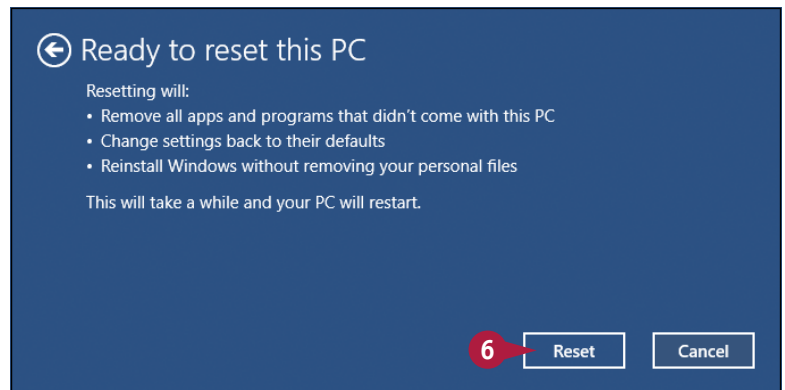 Ready to reset this PC
Resetting will:
• Remove all apps and programs that didn't come with this PC
• Change settings back to their defaults
• Reinstall Windows without removing your personal files
This will take a while and your PC will restart.
6 Reset Cancel